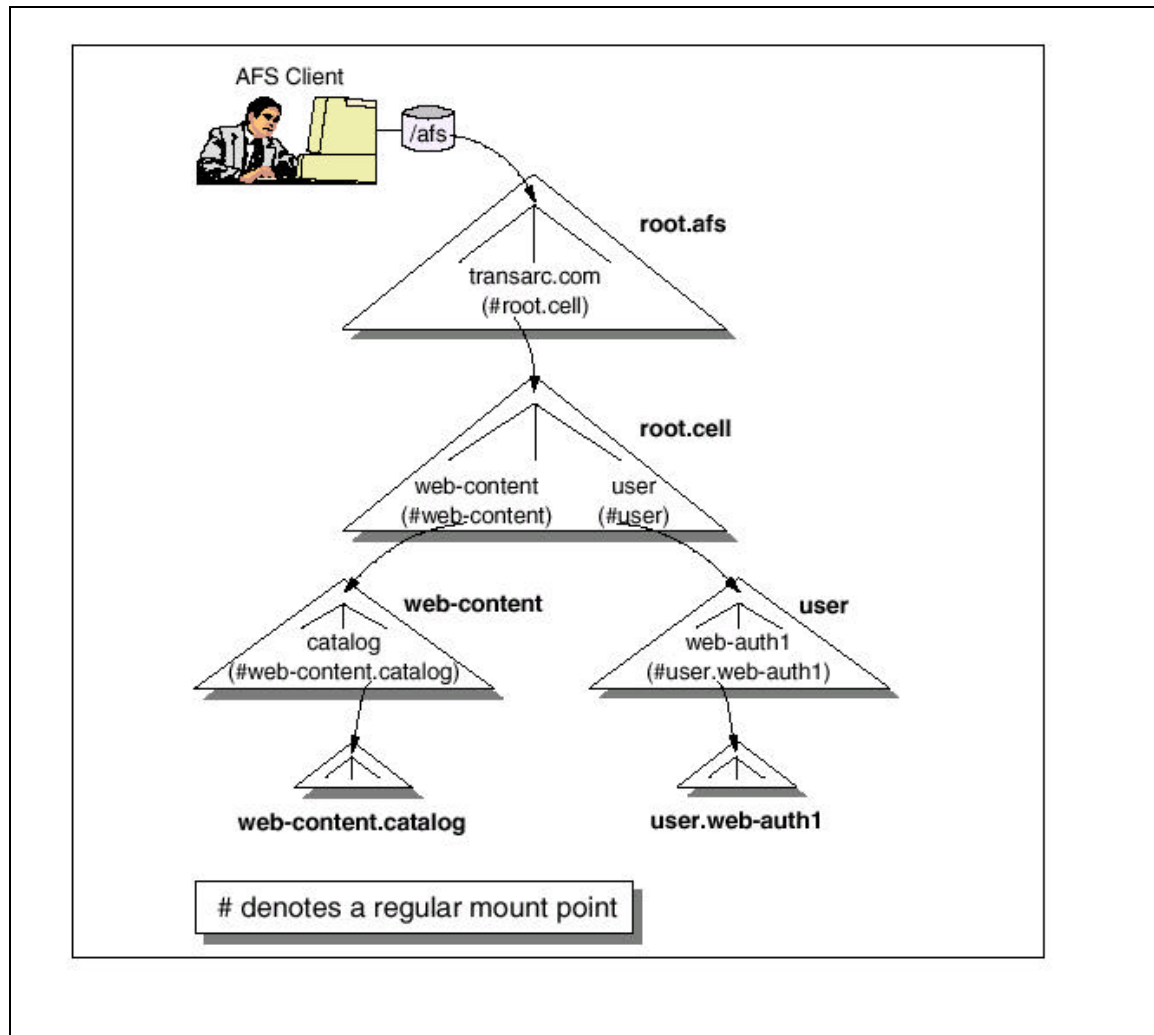 AFS Client
/afs
root.afs
transarc.com
(#root.cell)
root.cell
web-content
(#web-content)
user
(#user)
web-content
catalog
(#web-content.catalog)
user
web-auth1
(#user.web-auth1)
web-content.catalog
user.web-auth1
# denotes a regular mount point